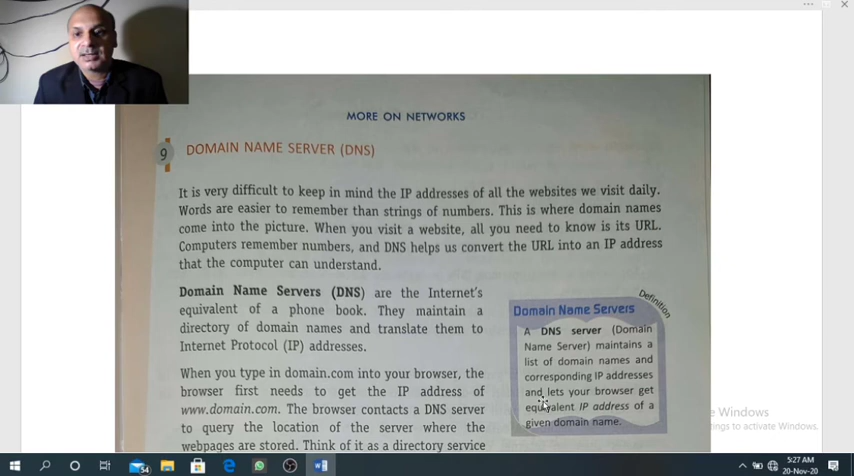 MORE ON NETWORKS
9 DOMAIN NAME SERVER (DNS)
It is very difficult to keep in mind the IP addresses of all the websites we visit daily.
Words are easier to remember than strings of numbers. This is where domain names
come into the picture. When you visit a website, all you need to know is its URL.
Computers remember numbers, and DNS helps us convert the URL into an IP address
that the computer can understand.
Domain Name Servers (DNS) are the Internet's
equivalent of a phone book. They maintain a
directory of domain names and translate them to
Internet Protocol (IP) addresses.
When you type in domain.com into your browser, the
browser first needs to get the IP address of
www.domain.com. The browser contacts a DNS server
to query the location of the server where the
webpages are stored. Think of it as a directory service
Definition
Domain Name Servers
A DNS server (Domain
Name Server) maintains a
list of domain names and
corresponding IP addresses
and lets your browser get
equivalent IP address of a
given domain name.
Windows
ttings to activate Windows.
54
5:27 AM
20-Nov-20